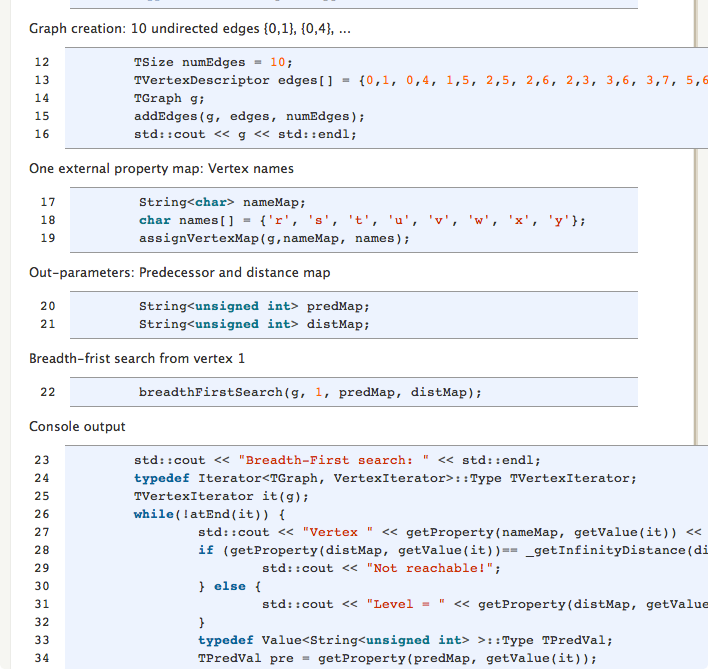 Graph creation: 10 undirected edges {0,1}, {0,4}, ...
12 TSize numEdges = 10;
13 TVertexDescriptor edges[] = {0,1, 0,4, 1,5, 2,5, 2,6, 2,3, 3,6, 3,7, 5,6
14 TGraph g;
15 addEdges(g, edges, numEdges);
16 std::cout << g << std::endl;
One external property map: Vertex names
17 String<char> nameMap;
18 char names[] = {'r', 's', 't', 'u', 'v', 'w', 'x', 'y'};
19 assignVertexMap(g,nameMap, names);
Out-parameters: Predecessor and distance map
20 String<unsigned int> predMap;
21 String<unsigned int> distMap;
Breadth-frist search from vertex 1
22 breadthFirstSearch(g, 1, predMap, distMap);
Console output
23 std::cout << "Breadth-First search: " << std::endl;
24 typedef Iterator<TGraph, VertexIterator>::Type TVertexIterator;
25 TVertexIterator it(g);
26 while(!atEnd(it)) {
27 std::cout << "Vertex " << getProperty(nameMap, getValue(it)) <<
28 if (getProperty(distMap, getValue(it))== _getInfinityDistance(di
29 std::cout << "Not reachable!";
30 } else {
31 std::cout << "Level = " << getProperty(distMap, getValue
32 }
33 typedef Value<String<unsigned int> >::Type TPredVal;
34 TPredVal pre = getProperty(predMap, getValue(it));